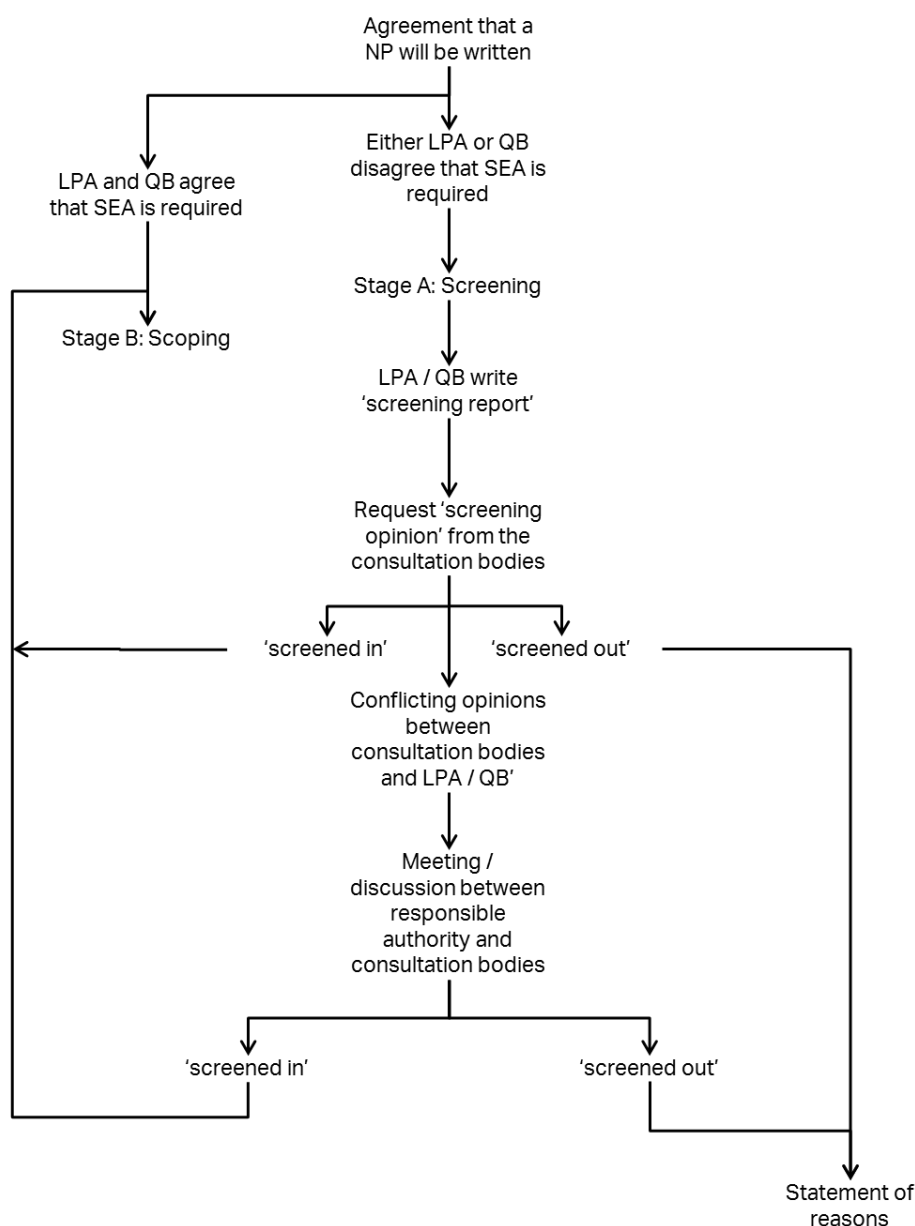 Agreement that a
NP will be written
Either LPA or QB
disagree that SEA is
required
LPA and QB agree
that SEA is required
Stage A: Screening
Stage B: Scoping
LPA / QB write
‘screening report’
Request ‘screening
opinion’ from the
consultation bodies
‘screened in’
‘screened out’
Conflicting opinions
between
consultation bodies
and LPA / QB’
Meeting /
discussion between
responsible
authority and
consultation bodies
‘screened in’
‘screened out’
Statement of
reasons